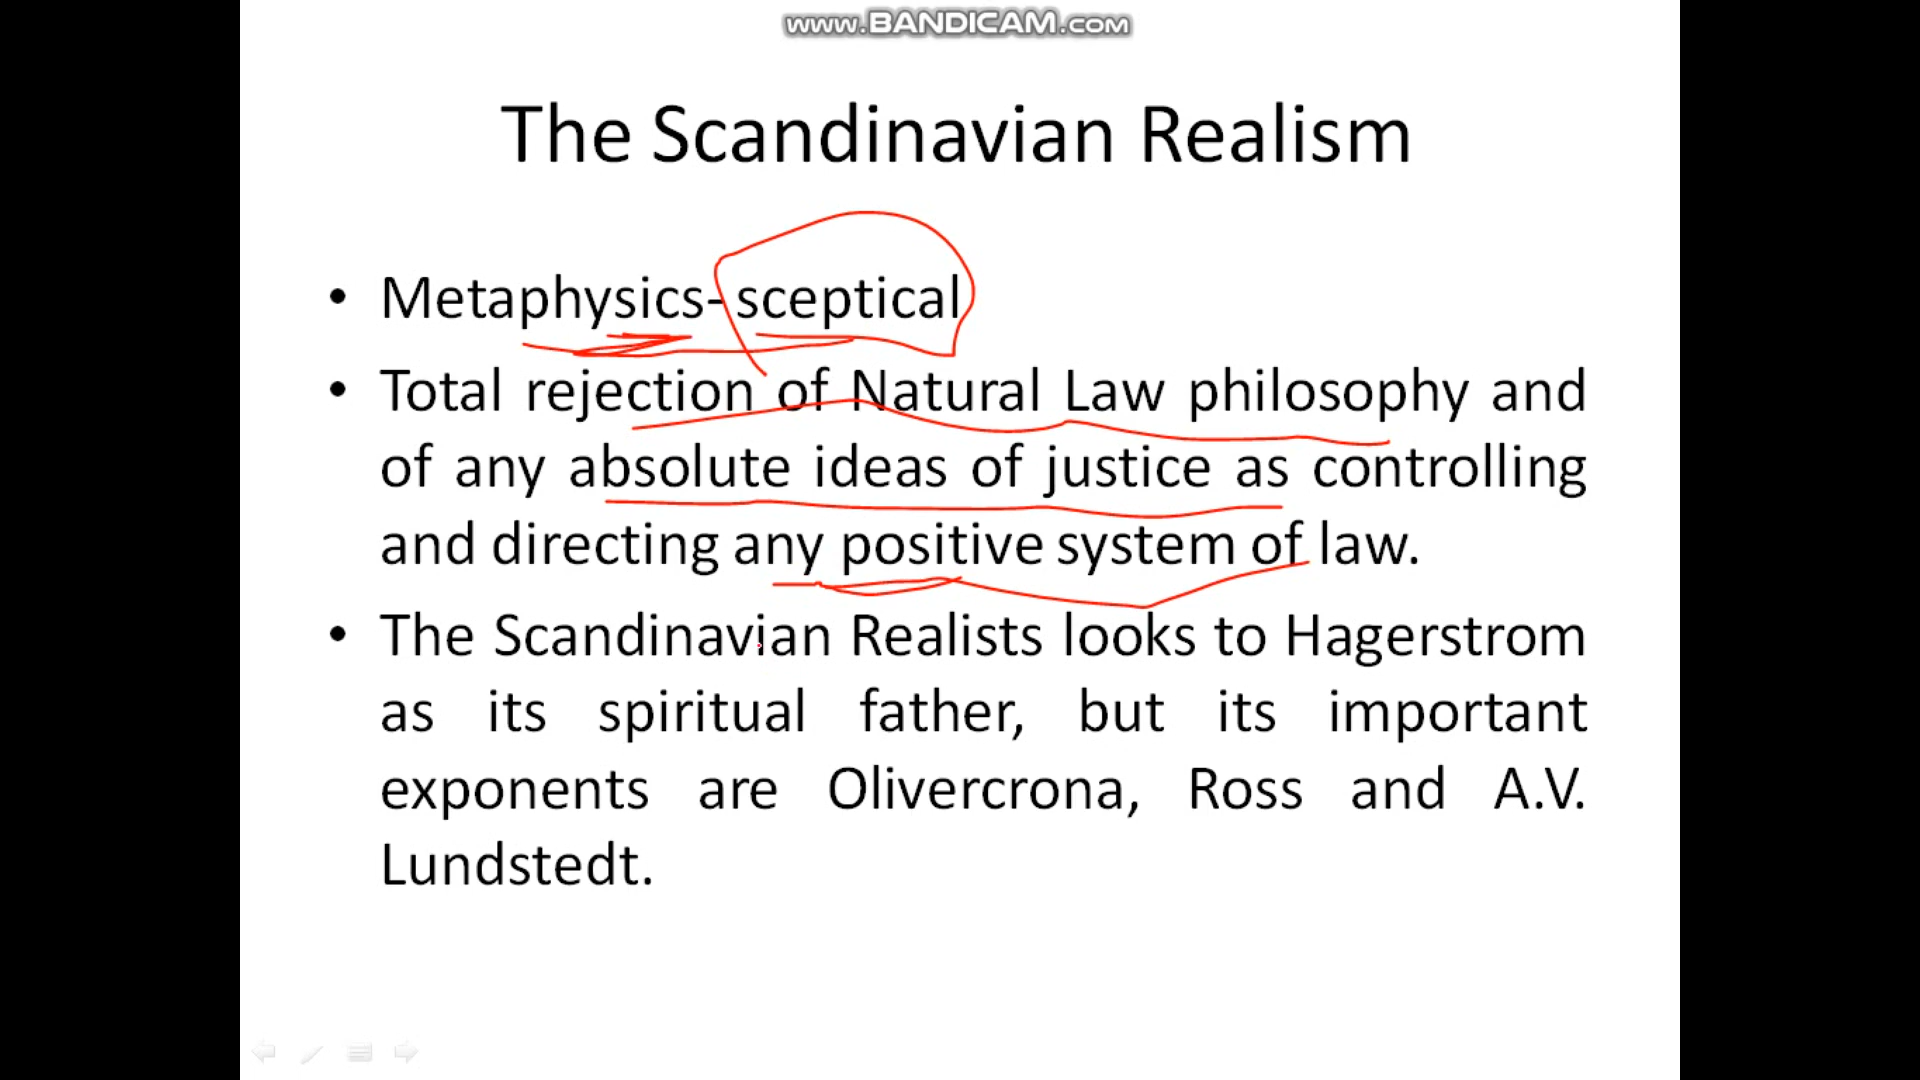 www.BANDICAM.com
The Scandinavian Realism
• Metaphysics- sceptical
• Total rejection of Natural Law philosophy and
of any absolute ideas of justice as controlling
and directing any positive system of law.
• The Scandinavian Realists looks to Hagerstrom
as its spiritual father, but its important
exponents are Olivercrona, Ross and A.V.
Lundstedt.